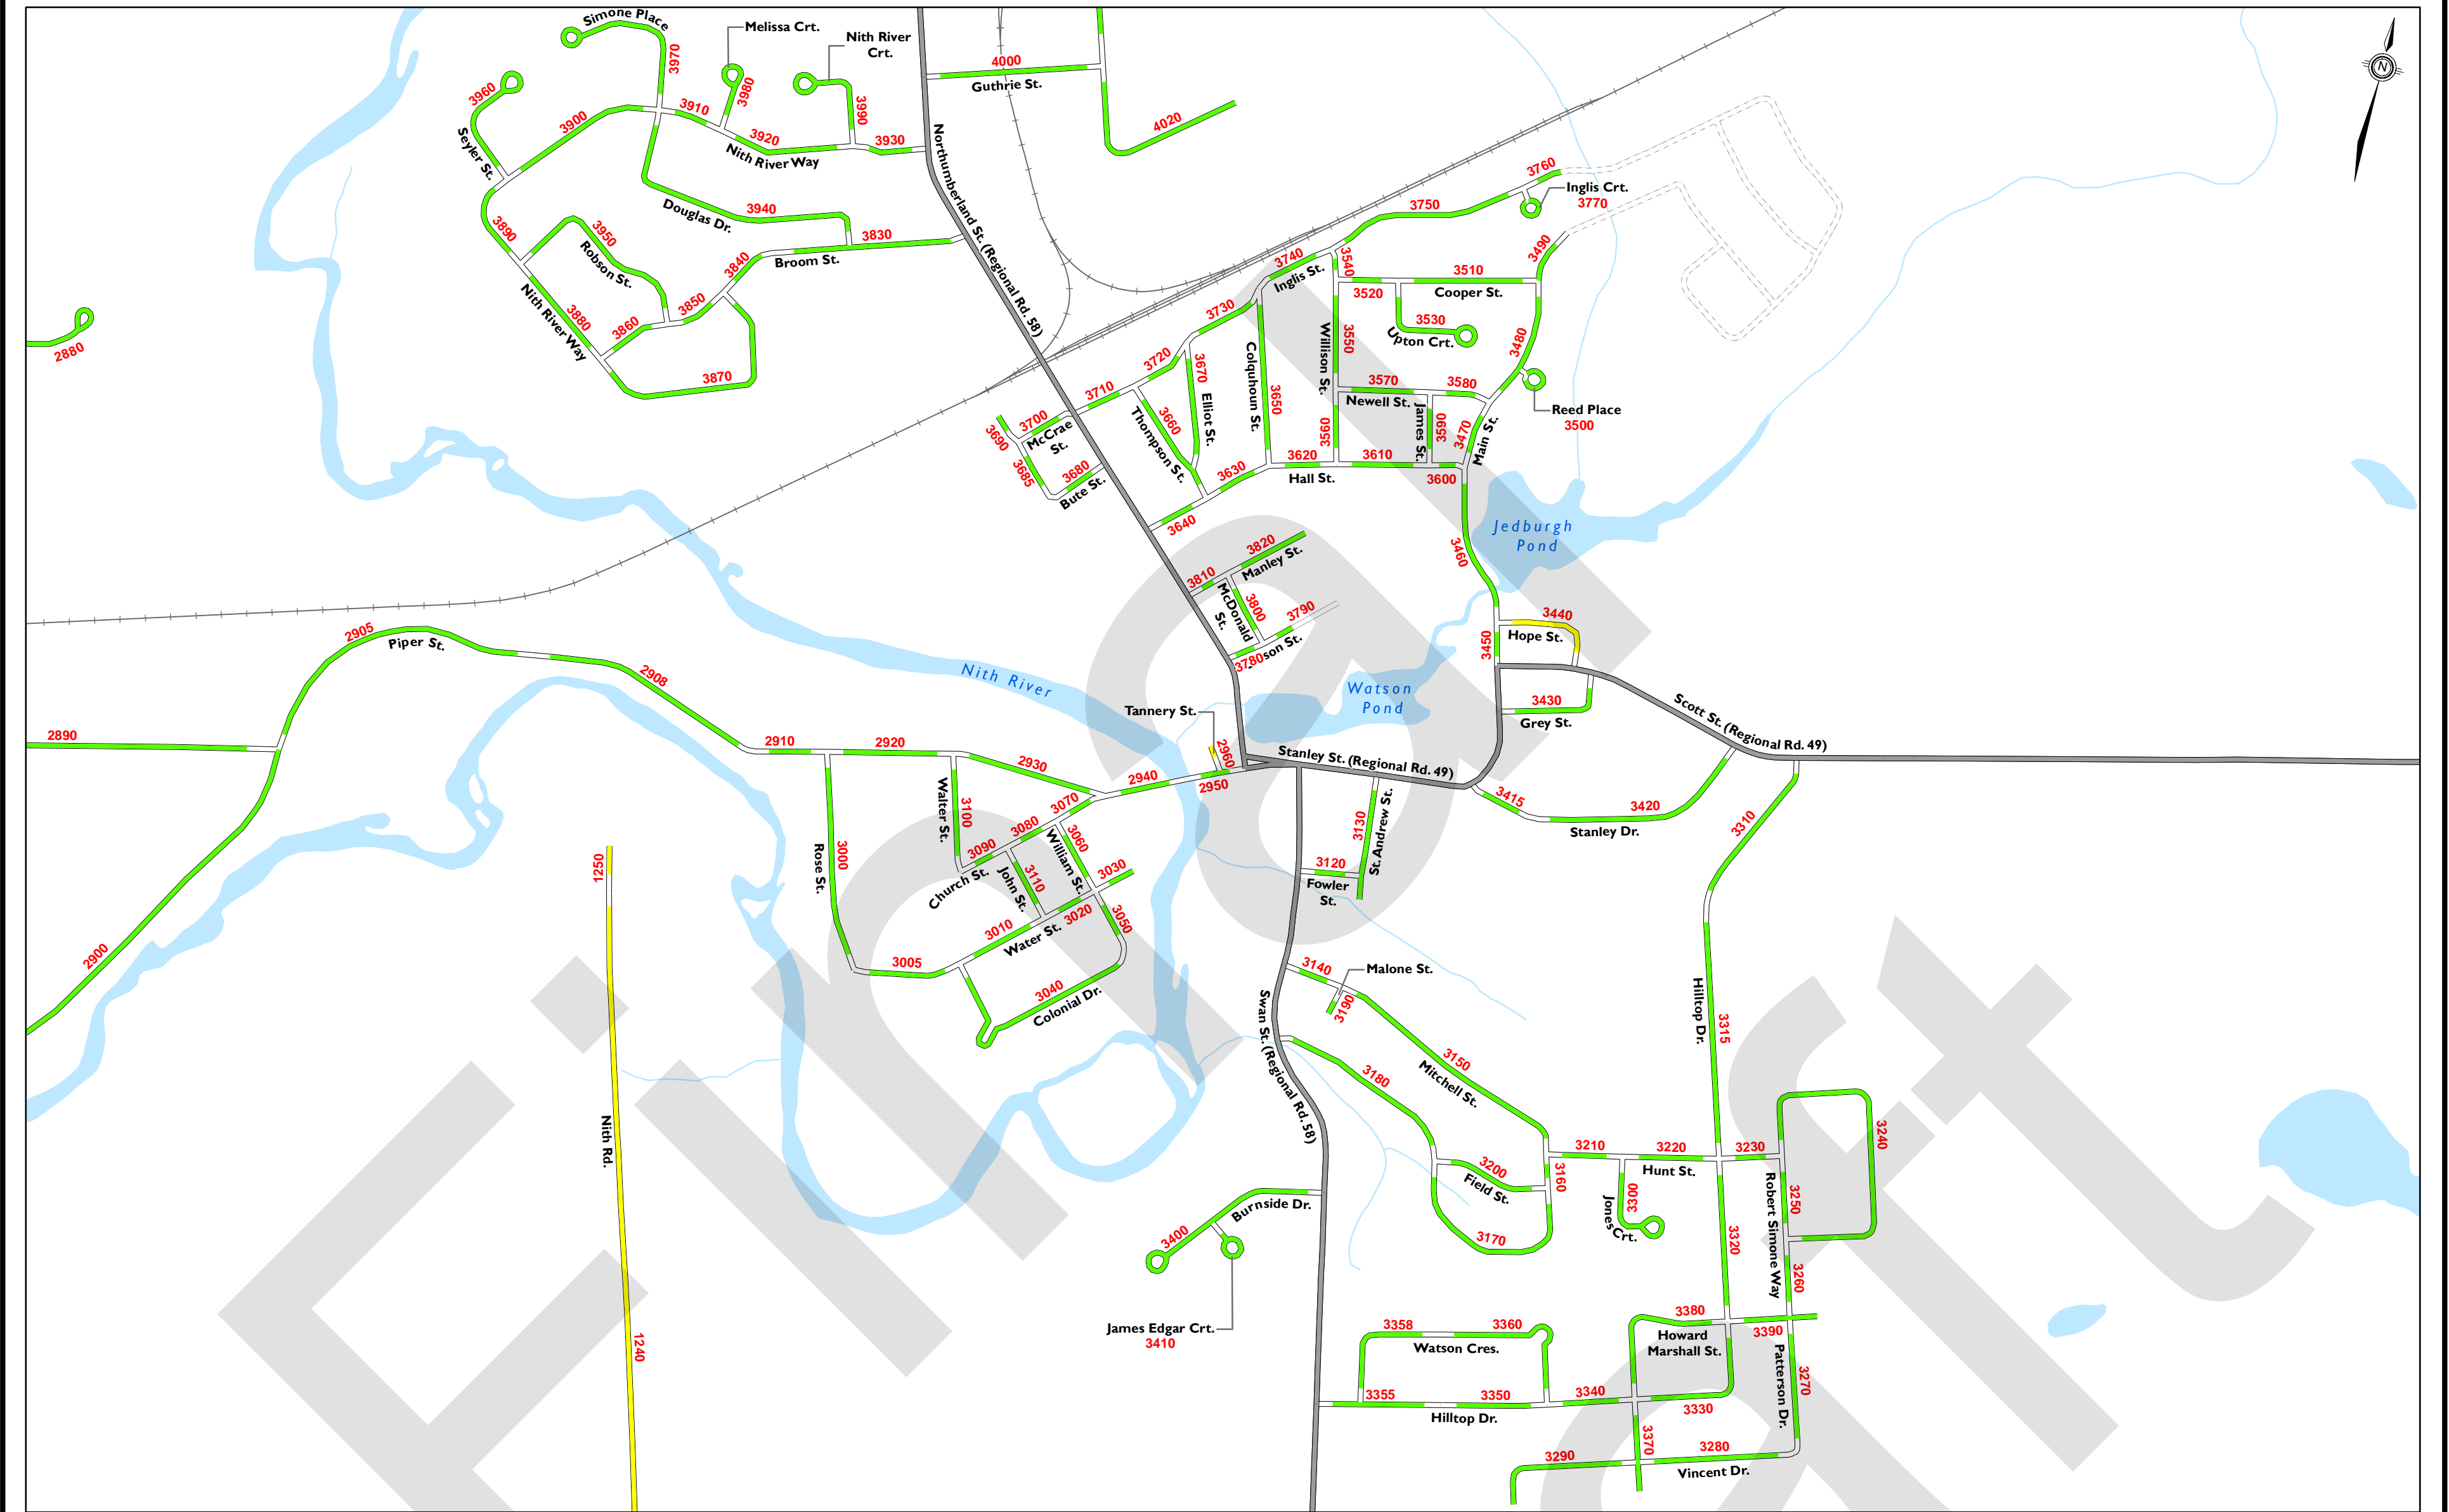 Simone Place
3970
Melissa Crt.
Nith River
Crt.
3960
3980
3990
3900
3910
3920
3930
Nith River Way
Seyler St.
4000
Guthrie St.
4020
N
Northumberland St. (Regional Rd. 58)
Douglas Dr.
3940
3830
Broom St.
3890
3950
Robson St.
3840
3850
3860
3880
Nith River Way
3870
2880
3760
Inglis Crt.
3770
3750
3740
Inglis St.
3540
3490
3510
Cooper St.
3520
3530
Upton Crt.
3730
3720
3710
3670
Elliot St.
Colquhoun St.
3650
Willison St.
3550
3480
3570
Newell St.
3580
Reed Place
3500
James St.
3590
3470
Main St.
3560
3700
McCrae
St.
3690
3685
3680
Bute St.
3660
Thompson St.
3620
3610
3600
Hall St.
3630
3640
Jedburgh
Pond
3460
3820
Manley St.
3810
McDonald
St.
3800
3790
son St.
3780
3440
Hope St.
3450
3430
Grey St.
Scott St. (Regional Rd. 49)
2905
Piper St.
2908
Nith River
Watson
Pond
Tannery St.
2960
2890
2910
2920
2930
2940
2950
Stanley St. (Regional Rd. 49)
3415
3420
Stanley Dr.
3310
Walter St.
3100
3070
3080
3090
Church St.
William St.
3060
3030
John St.
3110
3130
St. Andrew St.
3120
Fowler
St.
Rose St.
3000
3020
3010
Water St.
3050
3005
3040
Colonial Dr.
1250
2900
Nith Rd.
1240
3140
Malone St.
3190
Swan St. (Regional Rd. 58)
3150
Mitchell St.
3180
Hilltop Dr.
3315
3210
3220
3230
Hunt St.
3240
3200
Field St.
3160
3170
Jones Crt.
3300
3250
Robert Simone Way
3320
3260
3400
Burnside Dr.
James Edgar Crt.
3410
3380
3390
Howard
Marshall St.
3358
3360
Watson Cres.
3355
3350
3340
3330
Hilltop Dr.
Patterson Dr.
3270
3370
3290
3280
Vincent Dr.